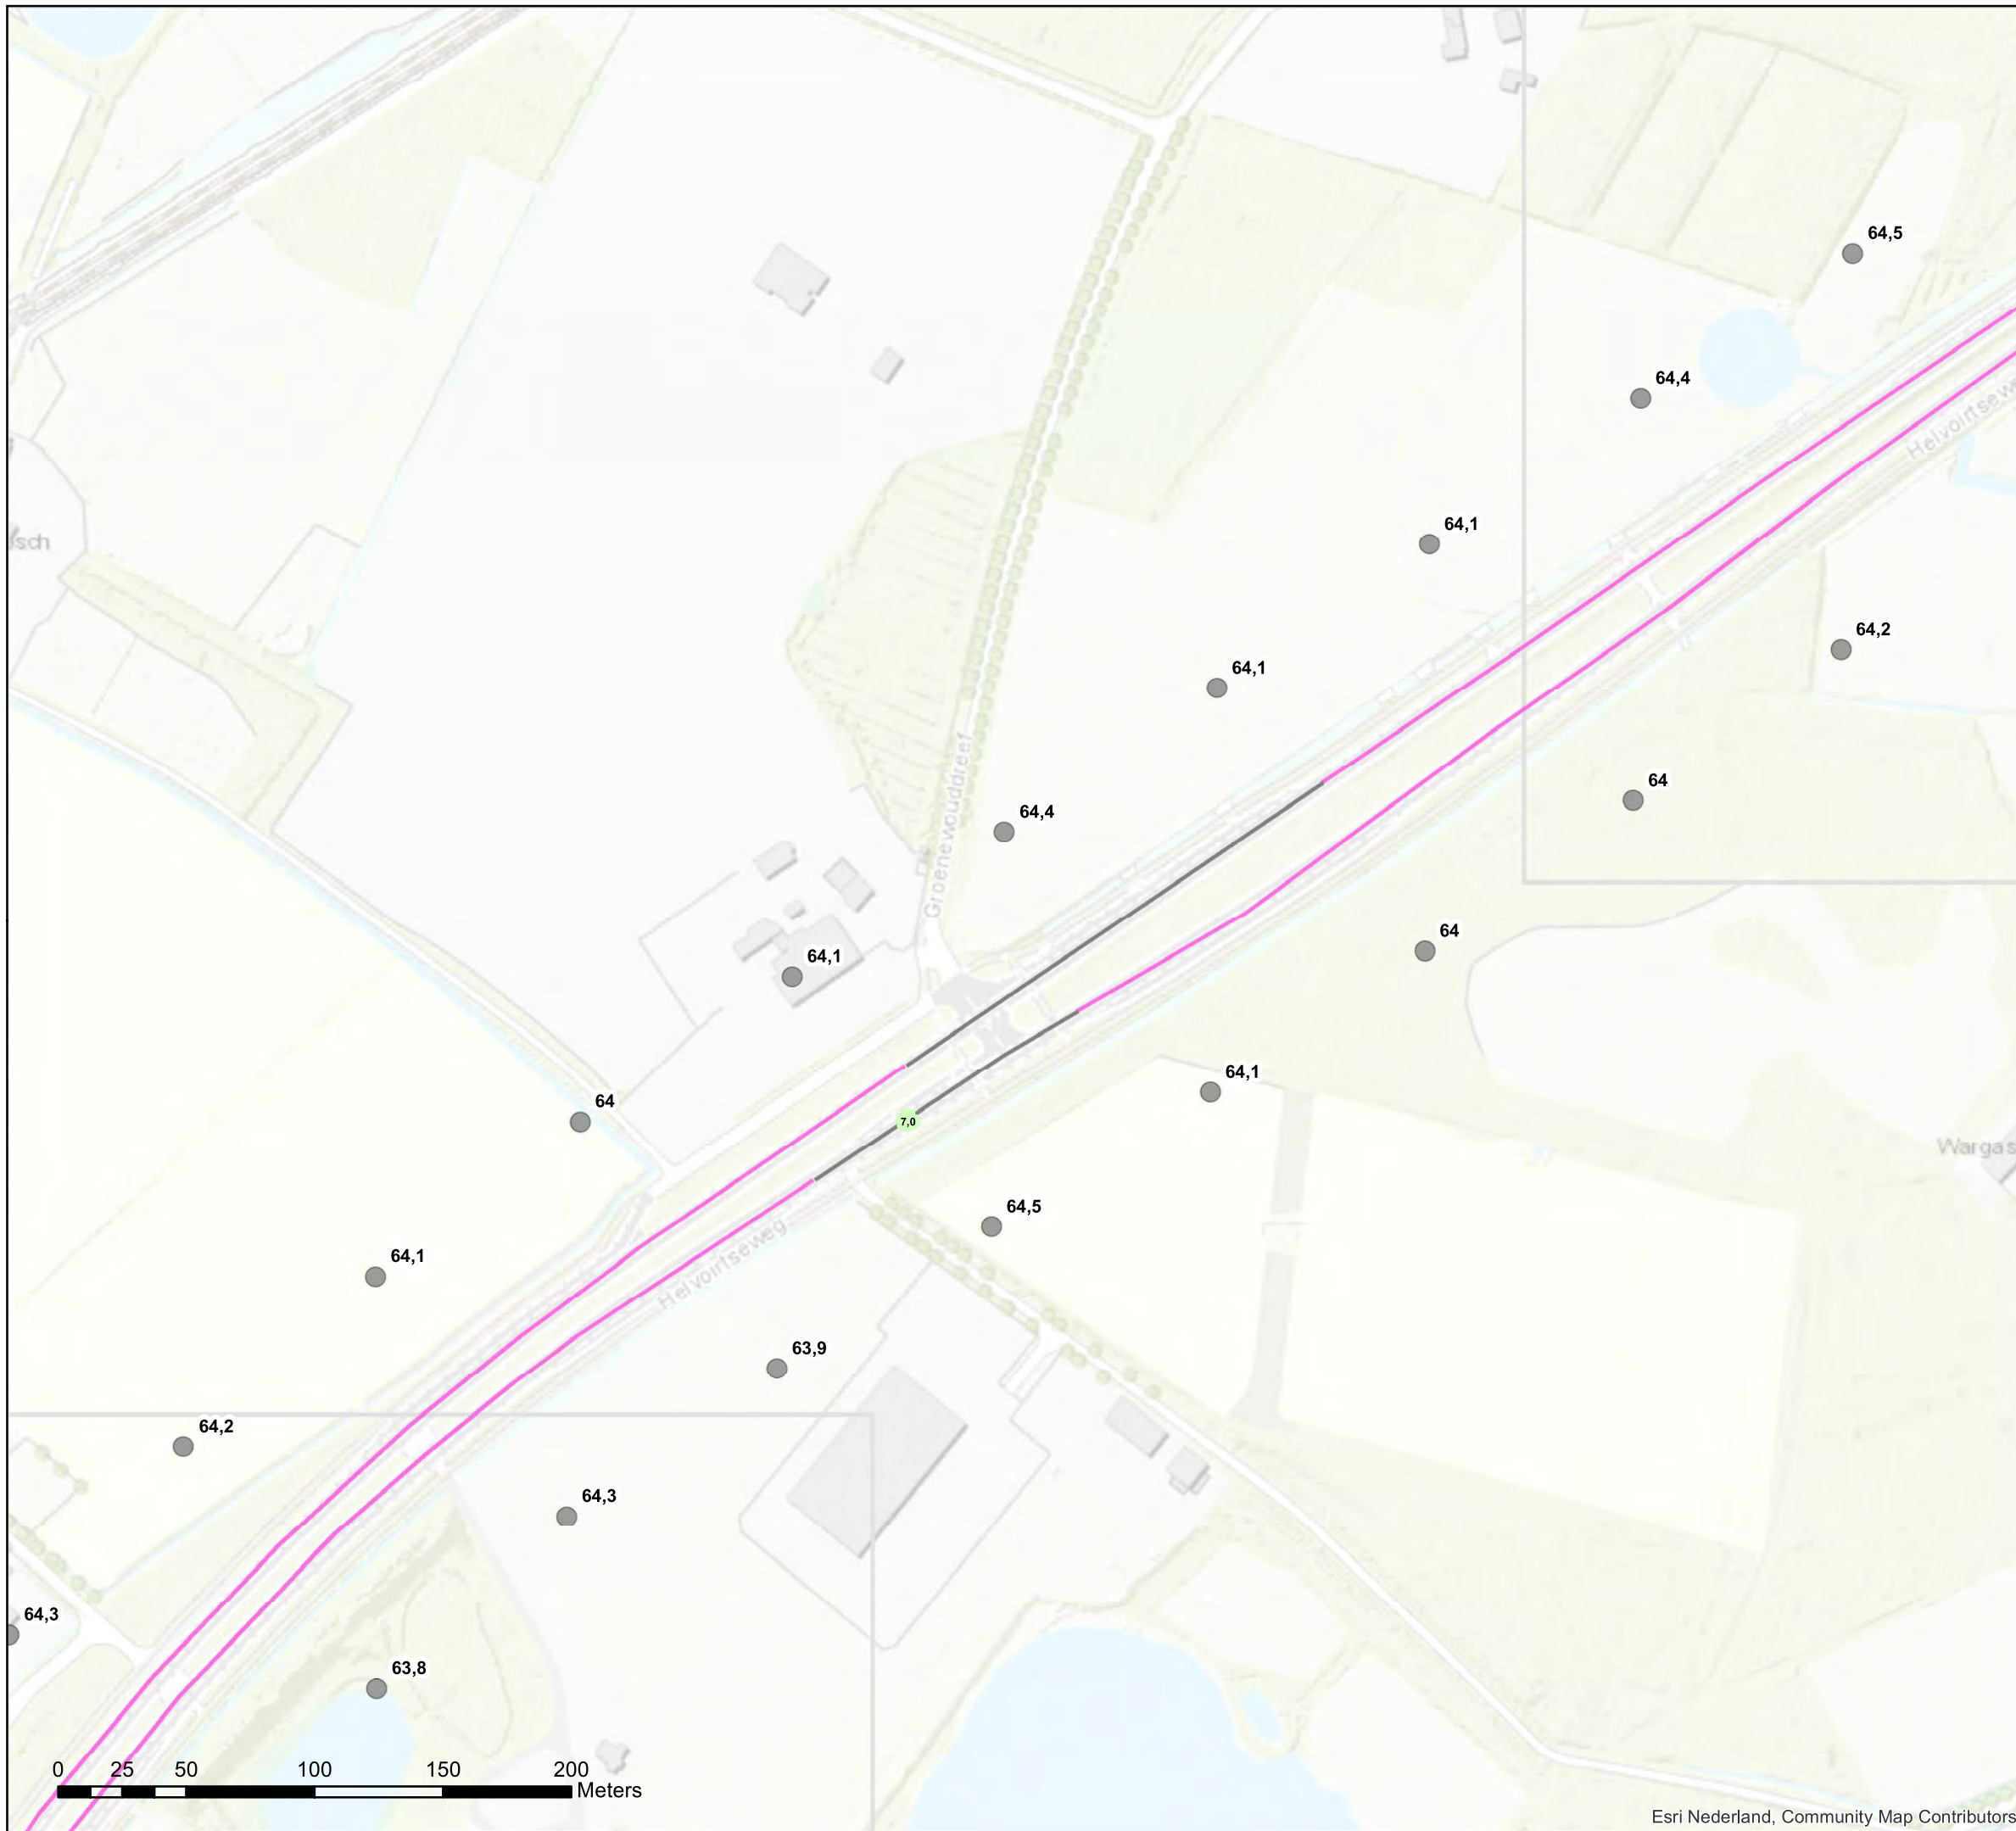 64,5
64,4
Helvoirtsew
64,1
sch
64,2
64,1
Groenewouddreef
64
64,4
64
64,1
64,1
64
7,0
Wargas
64,5
Helvoirtseweg
64,1
63,9
64,2
64,3
64,3
63,8
0 25 50 100 150 200
Meters
Esri Nederland, Community Map Contributors